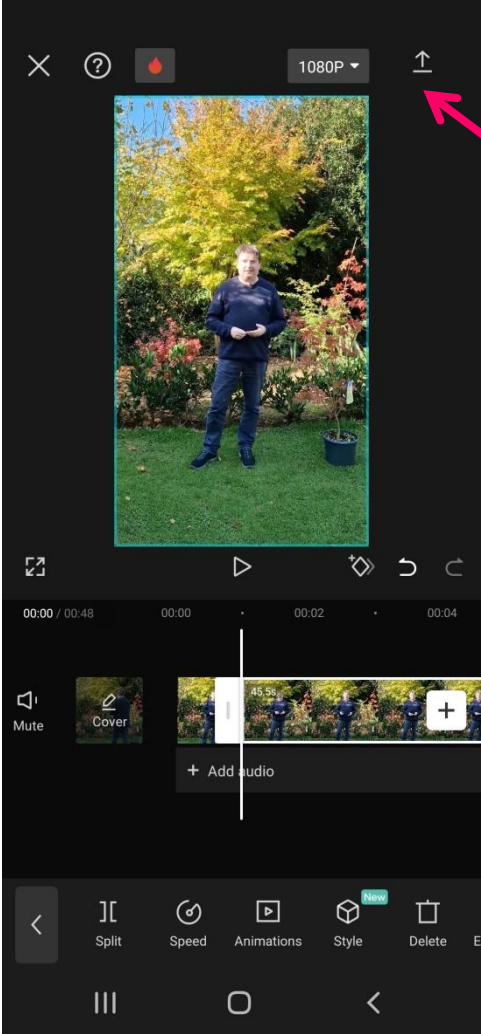 1080P
00:00 / 00:48
00:00
00:02
00:04
45.5s
Mute
Cover
+ Add audio
New
Split
Speed
Animations
Style
Delete
E